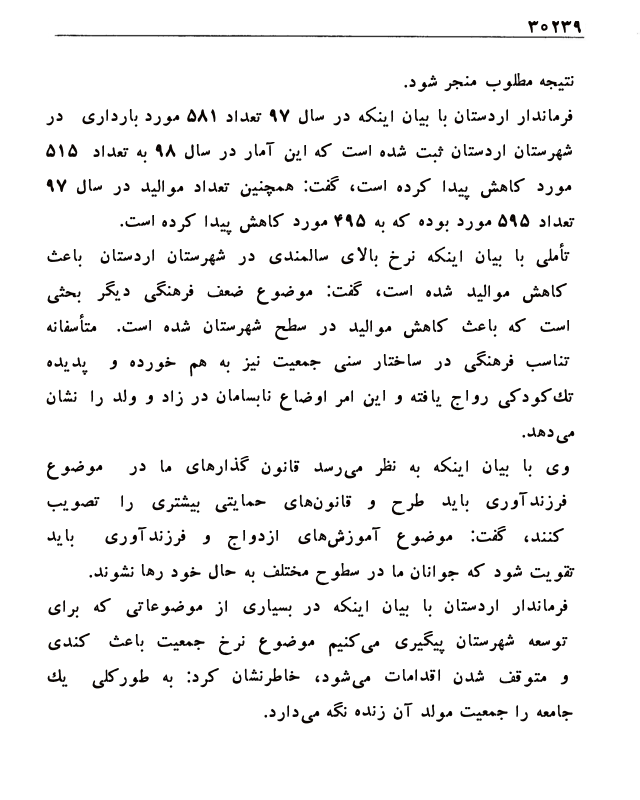 ۳۰۲۳۹
نتیجه مطلوب منجر شود.
فرماندار اردستان با بیان اینکه در سال ۹۷ تعداد ۵۸۱ مورد بارداری در
شهرستان اردستان ثبت شده است که این آمار در سال ۹۸ به تعداد ۵۱۵
مورد کاهش پیدا کرده است، گفت: همچنین تعداد موالید در سال ۹۷
تعداد ۵۹۵ مورد بوده که به ۴۹۵ مورد کاهش پیدا کرده است.
تأملی با بیان اینکه نرخ بالای سالمندی در شهرستان اردستان باعث
کاهش موالید شده است، گفت: موضوع ضعف فرهنگی دیگر بحثی
است که باعث کاهش موالید در سطح شهرستان شده است. متأسفانه
تناسب فرهنگی در ساختار سنی جمعیت نیز به هم خورده و پدیده
تك‌کودکی رواج یافته و این امر اوضاع نابسامان در زاد و ولد را نشان
می‌دهد.
وی با بیان اینکه به نظر می‌رسد قانون گذارهای ما در موضوع
فرزندآوری باید طرح و قانون‌های حمایتی بیشتری را تصویب
کنند، گفت: موضوع آموزش‌های ازدواج و فرزندآوری باید
تقویت شود که جوانان ما در سطوح مختلف به حال خود رها نشوند.
فرماندار اردستان با بیان اینکه در بسیاری از موضوعاتی که برای
توسعه شهرستان پیگیری می‌کنیم موضوع نرخ جمعیت باعث کندی
و متوقف شدن اقدامات می‌شود، خاطرنشان کرد: به طورکلی يك
جامعه را جمعیت مولد آن زنده نگه می‌دارد.